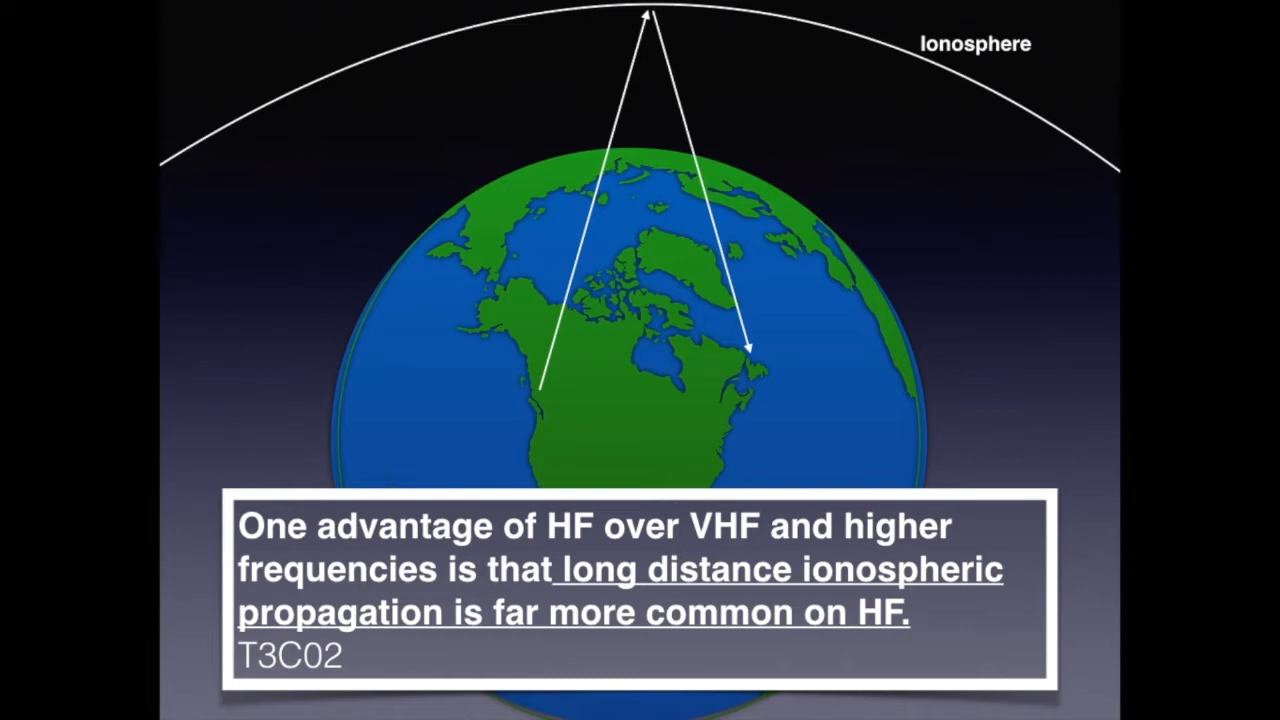 Ionosphere
One advantage of HF over VHF and higher
frequencies is that long distance ionospheric
propagation is far more common on HF.
T3C02